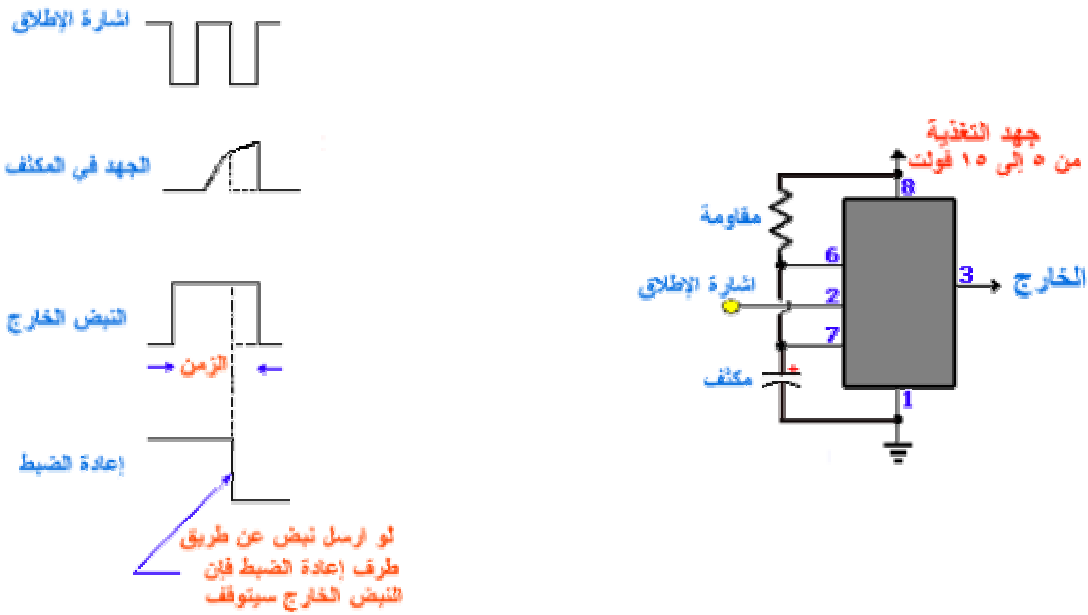 اشارة الإطلاق
الجهد في المكثف
النبض الخارج
الزمن
إعادة الضبط
لو ارسل نبض عن طريق
طرف إعادة الضبط فإن
النبض الخارج سيتوقف
جهد التغذية
من ٥ إلى ١٥ فولت
8
مقاومة
6
3
الخارج
اشارة الإطلاق
2
7
+
مكثف
1